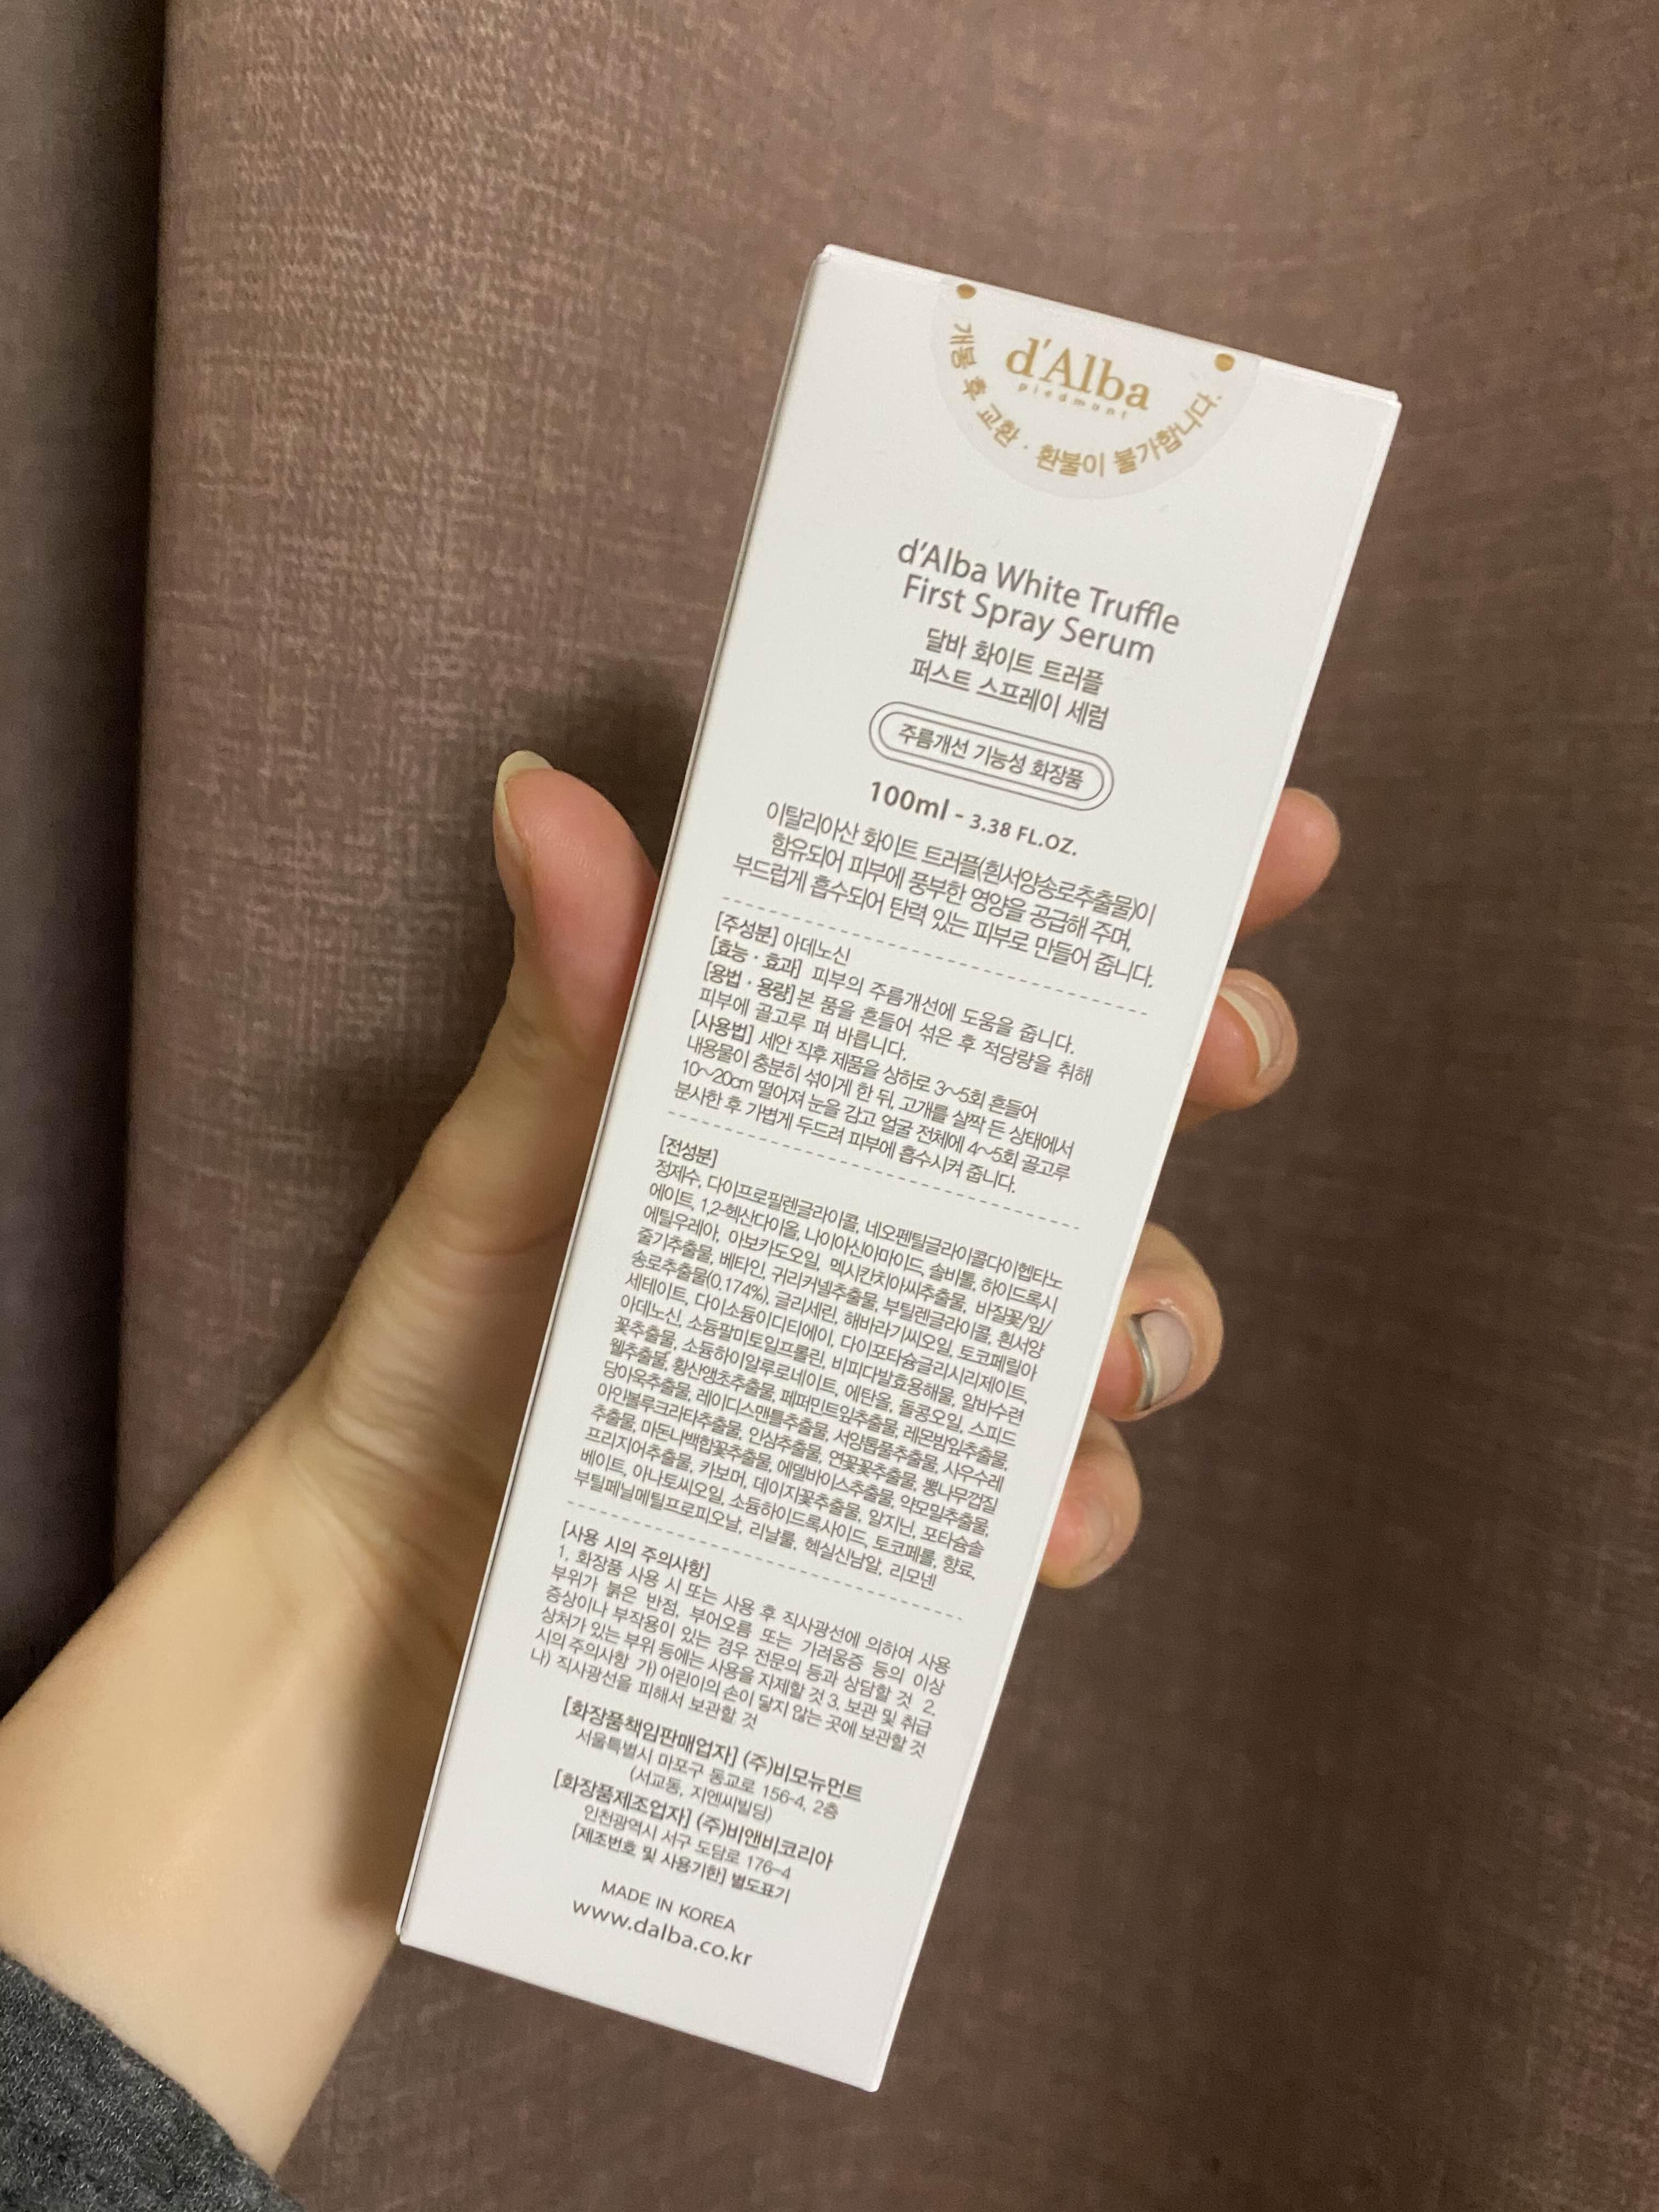 d'Alba
piedmont
개봉 후 교환 · 환불이 불가합니다.
d'Alba White Truffle
First Spray Serum
달바 화이트 트러플
퍼스트 스프레이 세럼
주름개선 기능성 화장품
100ml - 3.38 FL.OZ.
이탈리아산 화이트 트러플(흰서양송로추출물)이
함유되어 피부에 풍부한 영양을 공급해 주며,
부드럽게 흡수되어 탄력 있는 피부로 만들어 줍니다.
[주성분] 아데노신
[효능 · 효과] 피부의 주름개선에 도움을 줍니다.
[용법 · 용량] 본 품을 흔들어 섞은 후 적당량을 취해
피부에 골고루 펴 바릅니다.
[사용법] 세안 직후 제품을 상하로 3~5회 흔들어
내용물이 충분히 섞이게 한 뒤, 고개를 살짝 든 상태에서
10~20cm 떨어져 눈을 감고 얼굴 전체에 4~5회 골고루
분사한 후 가볍게 두드려 피부에 흡수시켜 줍니다.
[전성분]
정제수, 다이프로필렌글라이콜, 네오펜틸글라이콜다이헵타노
에이트, 1,2-헥산다이올, 나이아신아마이드, 솔비톨, 하이드록시
에틸우레아, 아보카도오일, 멕시칸치아씨추출물, 바질꽃/잎/
줄기추출물, 베타인, 귀리커넬추출물, 부틸렌글라이콜, 흰서양
송로추출물(0.174%), 글리세린, 해바라기씨오일, 토코페릴아
세테이트, 다이소듐이디티에이, 다이포타슘글리시리제이트,
아데노신, 소듐팔미토일프롤린, 비피다발효용해물, 알바수련
꽃추출물, 소듐하이알루로네이트, 에탄올, 돌콩오일, 스피드
웰추출물, 황산앵초추출물, 페퍼민트잎추출물, 레몬밤잎추출물,
당아욱추출물, 레이디스맨틀추출물, 서양톱풀추출물, 사우수레
아인볼루크라타추출물, 인삼추출물, 연꽃꽃추출물, 뽕나무껍질
추출물, 마돈나백합꽃추출물, 에델바이스추출물, 약모밀추출물,
프리지어추출물, 카보머, 데이지꽃추출물, 알지닌, 포타슘솔
베이트, 아나토씨오일, 소듐하이드록사이드, 토코페롤, 향료,
부틸페닐메틸프로피오날, 리날룰, 헥실신남알, 리모넨
[사용 시의 주의사항]
1. 화장품 사용 시 또는 사용 후 직사광선에 의하여 사용
부위가 붉은 반점, 부어오름 또는 가려움증 등의 이상
증상이나 부작용이 있는 경우 전문의 등과 상담할 것 2.
상처가 있는 부위 등에는 사용을 자제할 것 3. 보관 및 취급
시의 주의사항 가) 어린이의 손이 닿지 않는 곳에 보관할 것
나) 직사광선을 피해서 보관할 것
[화장품책임판매업자] (주)비모뉴먼트
서울특별시 마포구 동교로 156-4, 2층
(서교동, 지엔씨빌딩)
[화장품제조업자] (주)비앤비코리아
인천광역시 서구 도담로 176-4
[제조번호 및 사용기한] 별도표기
MADE IN KOREA
www.dalba.co.kr